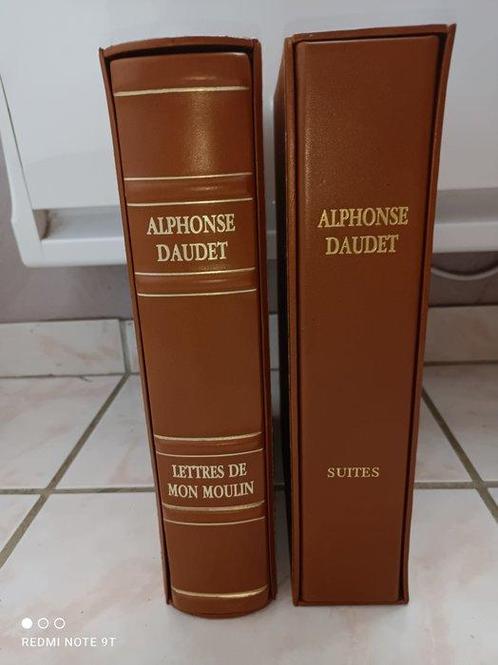 ALPHONSE
DAUDET
LETTRES DE
MON MOULIN
ALPHONSE
DAUDET
SUITES
REDMI NOTE 9T